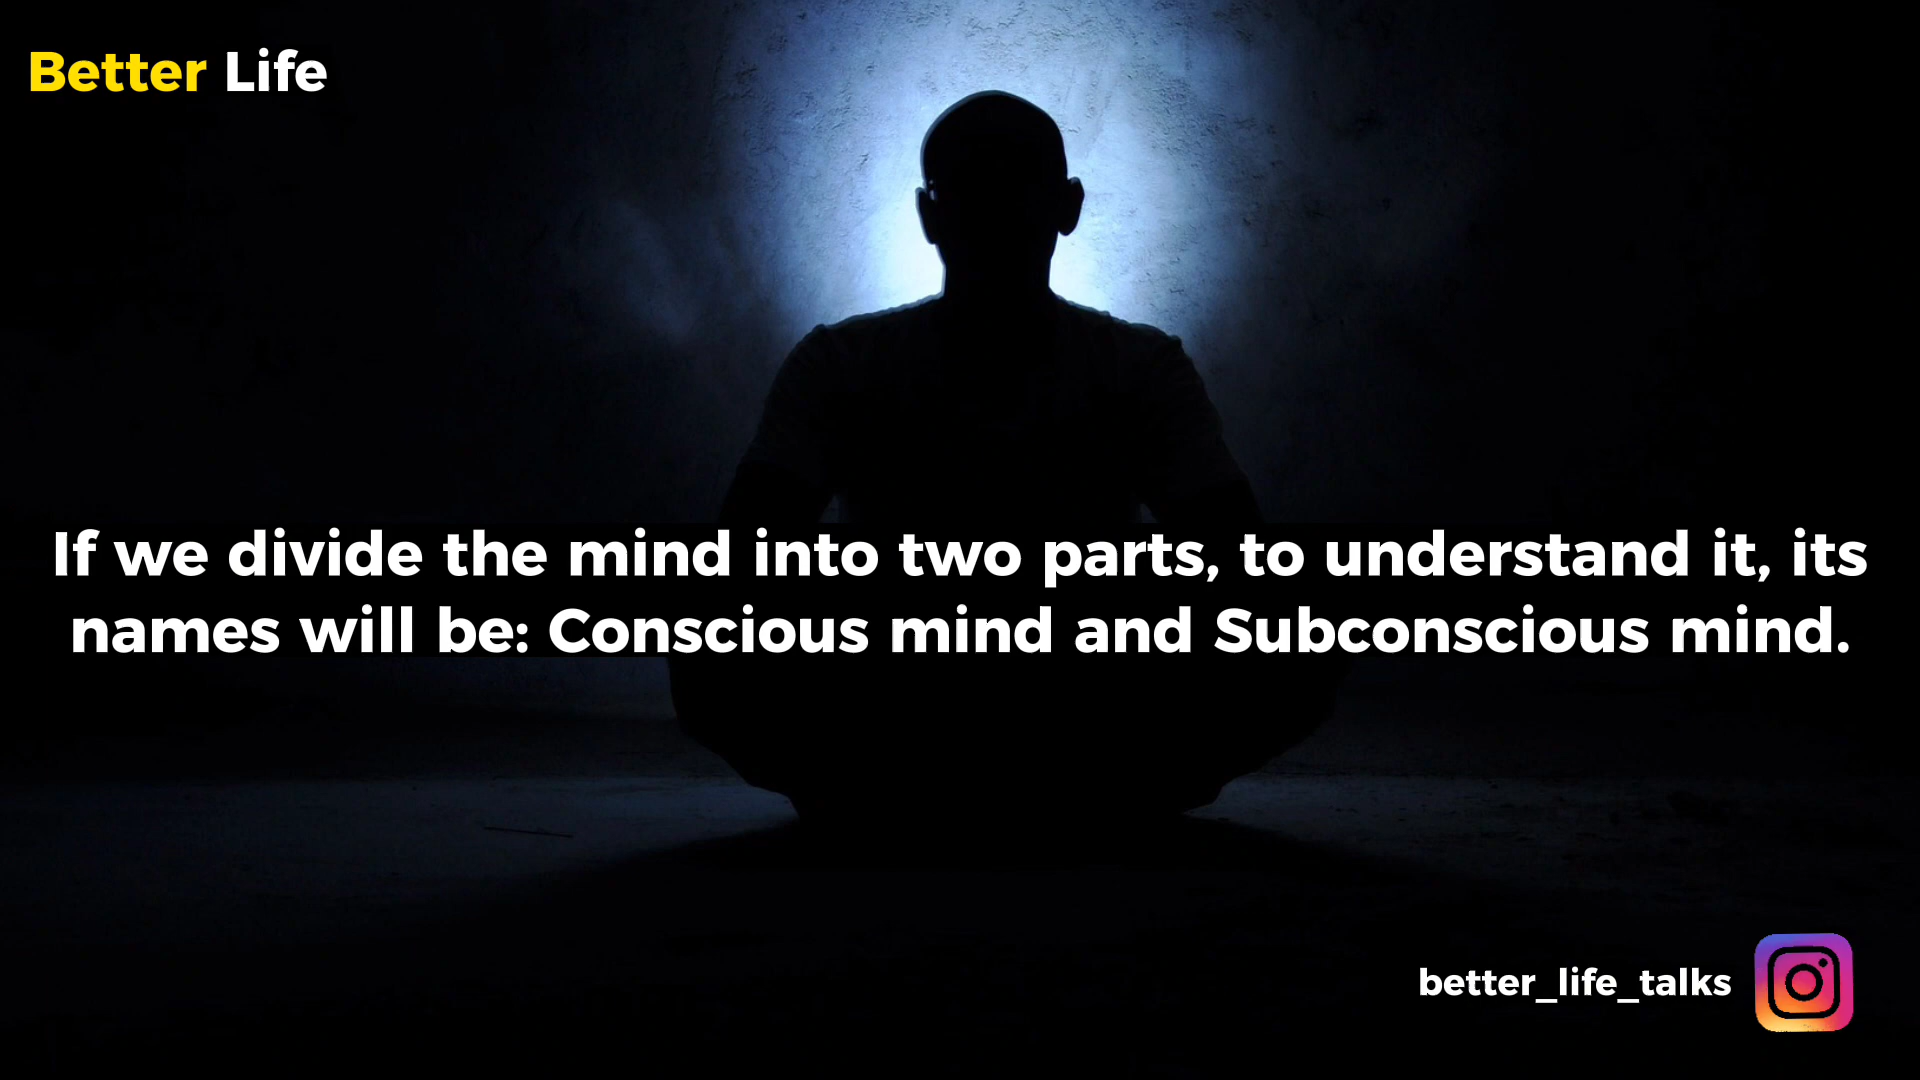 Better Life
If we divide the mind into two parts, to understand it, its
names will be: Conscious mind and Subconscious mind.
better_life_talks